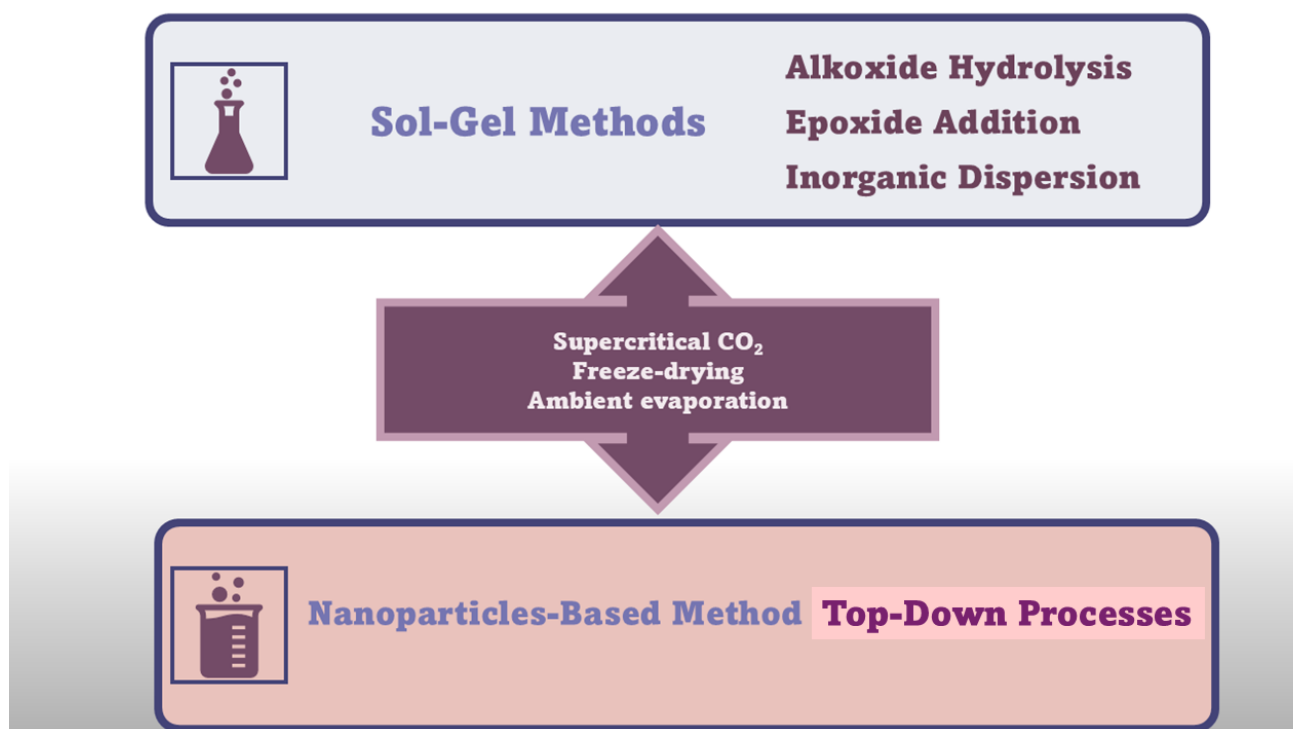 Sol-Gel Methods
Alkoxide Hydrolysis
Epoxide Addition
Inorganic Dispersion
Supercritical CO₂
Freeze-drying
Ambient evaporation
Nanoparticles-Based Method Top-Down Processes